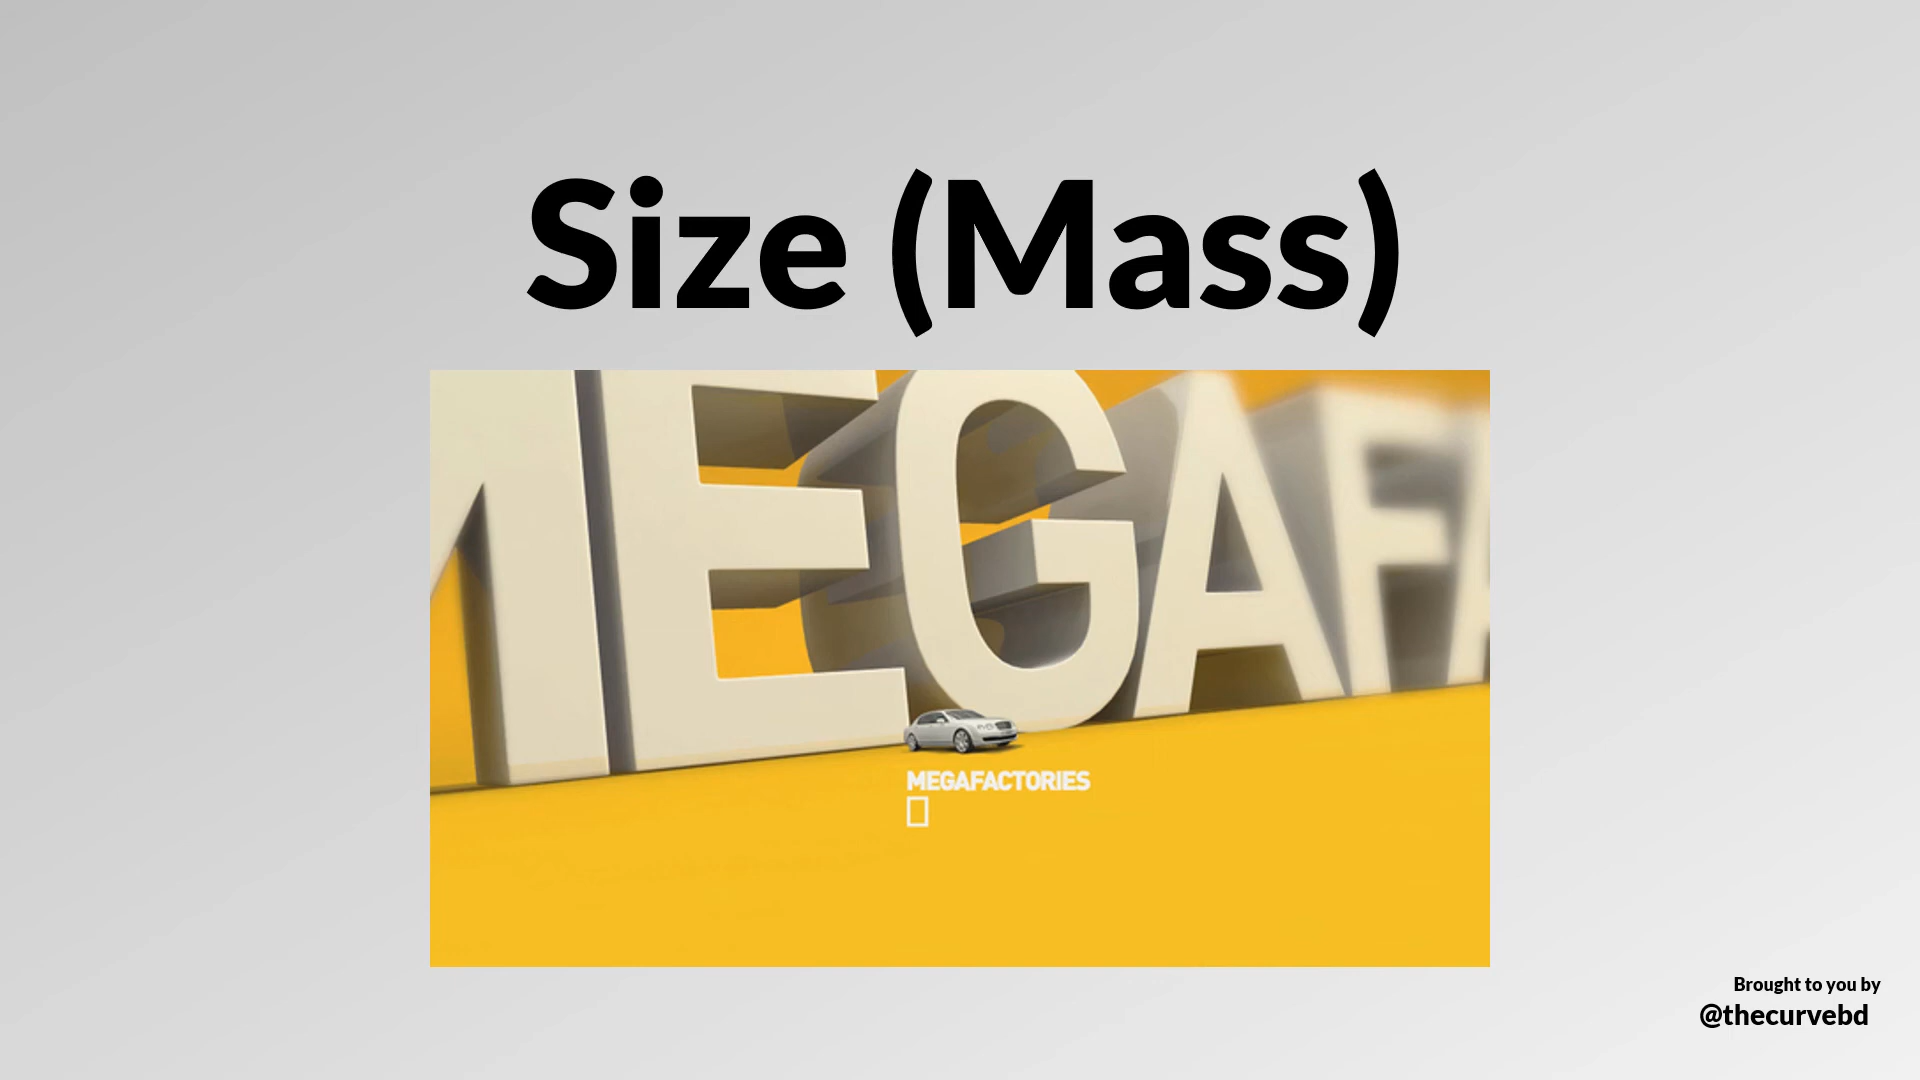 Size (Mass)
MEGAFA
MEGAFACTORIES
Brought to you by
@thecurvebd